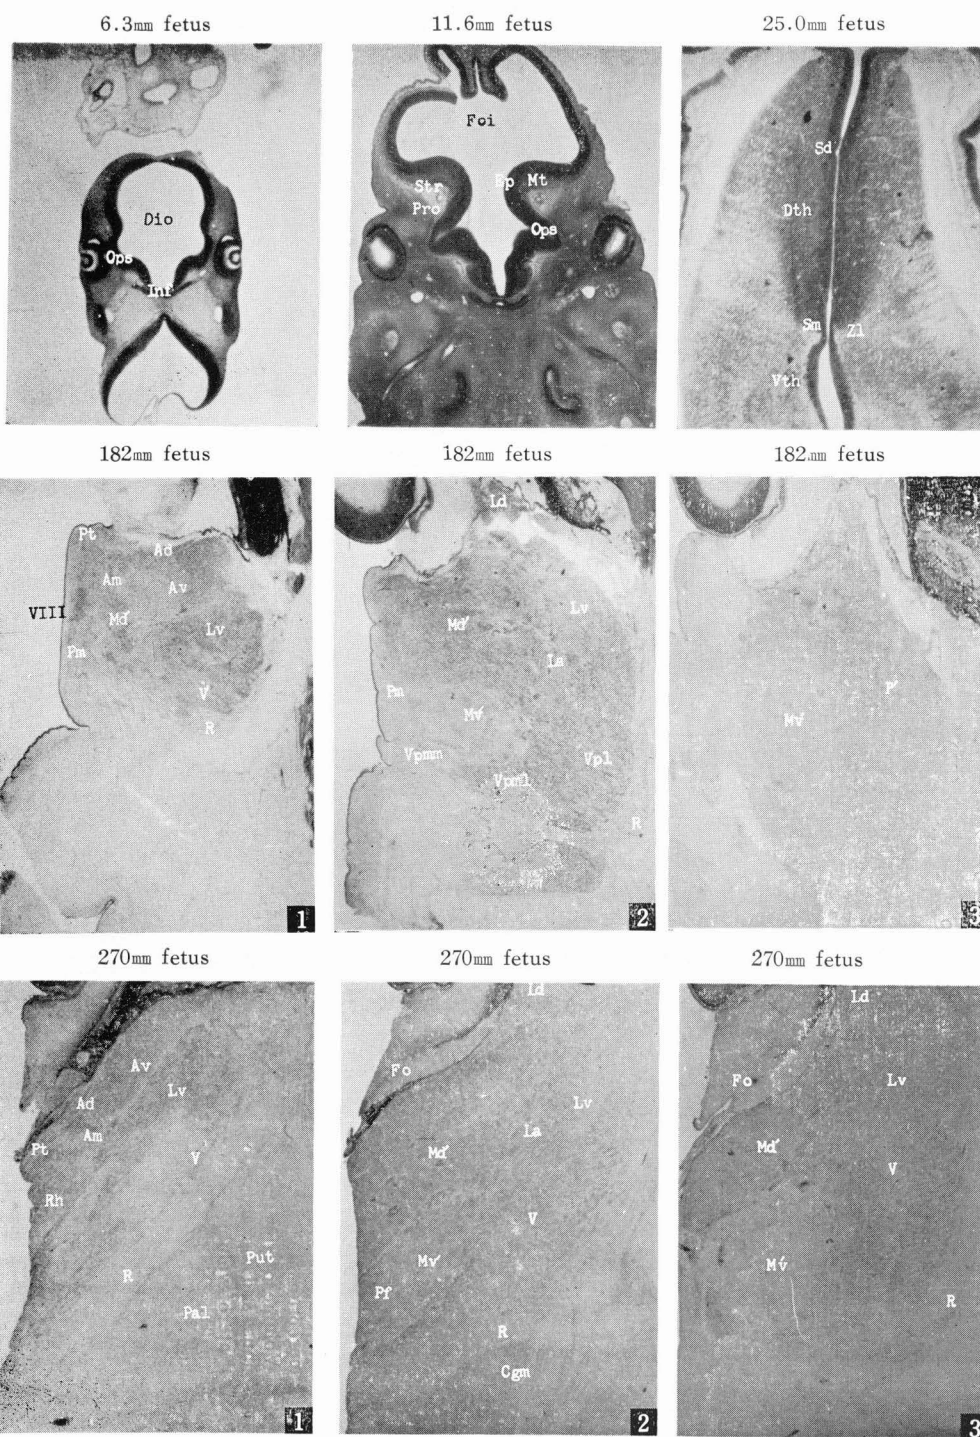 6.3mm fetus
11.6mm fetus
25.0mm fetus
Dio
Ops
Inf
Foi
Str
Pro
Ep Mt
Ops
Sd
Dth
Sm
Zl
Vth
182mm fetus
182mm fetus
182mm fetus
Pt
Ad
Am
Av
VIII
Md´
Lv
Pm
V´
R
1
Ld
Lv
Md´
La
Pm
Mv´
Vpmm
Vpl
Vpml
R
2
P´
Mv´
3
270mm fetus
270mm fetus
270mm fetus
Av
Lv
Ad
Am
Pt
V
Rh
Put
R
Pal
1
Ld
Fo
Lv
La
Md´
V
Mv´
Pf
R
Cgm
2
Ld
Fo
Lv
Md´
V
Mv´
R
3